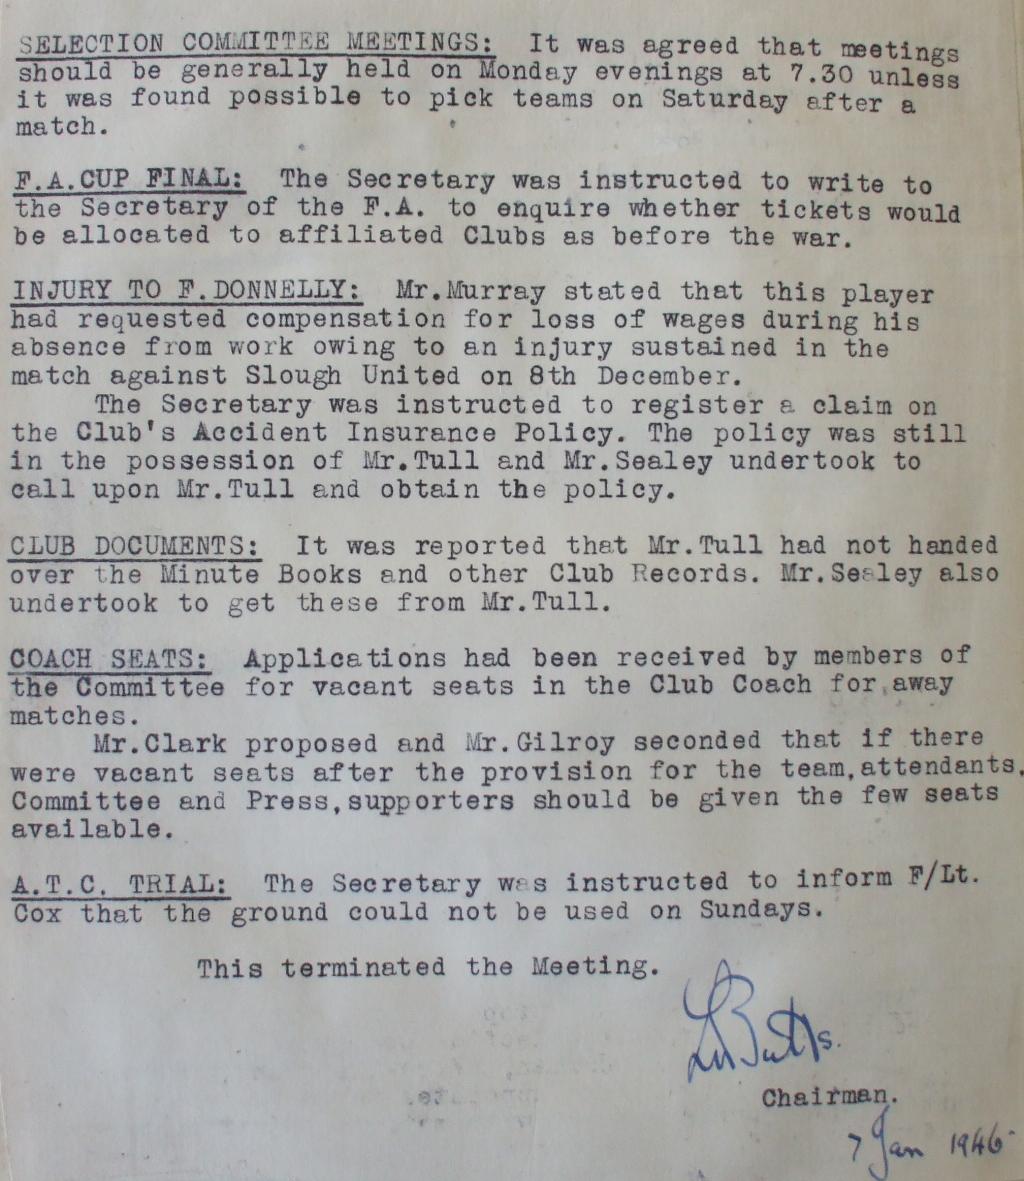 SELECTION COMMITTEE MEETINGS: It was agreed that meetings
should be generally held on Monday evenings at 7.30 unless
it was found possible to pick teams on Saturday after a
match.
F.A.CUP FINAL: The Secretary was instructed to write to
the Secretary of the F.A. to enquire whether tickets would
be allocated to affiliated Clubs as before the war.
INJURY TO F.DONNELLY: Mr.Murray stated that this player
had requested compensation for loss of wages during his
absence from work owing to an injury sustained in the
match against Slough United on 8th December.
The Secretary was instructed to register a claim on
the Club's Accident Insurance Policy. The policy was still
in the possession of Mr.Tull and Mr.Sealey undertook to
call upon Mr.Tull and obtain the policy.
CLUB DOCUMENTS: It was reported that Mr.Tull had not handed
over the Minute Books and other Club Records. Mr.Sealey also
undertook to get these from Mr.Tull.
COACH SEATS: Applications had been received by members of
the Committee for vacant seats in the Club Coach for away
matches.
Mr.Clark proposed and Mr.Gilroy seconded that if there
were vacant seats after the provision for the team,attendants,
Committee and Press,supporters should be given the few seats
available.
A.T.C. TRIAL: The Secretary was instructed to inform F/Lt.
Cox that the ground could not be used on Sundays.
This terminated the Meeting.
Butts.
Chairman.
7 Jan 1946